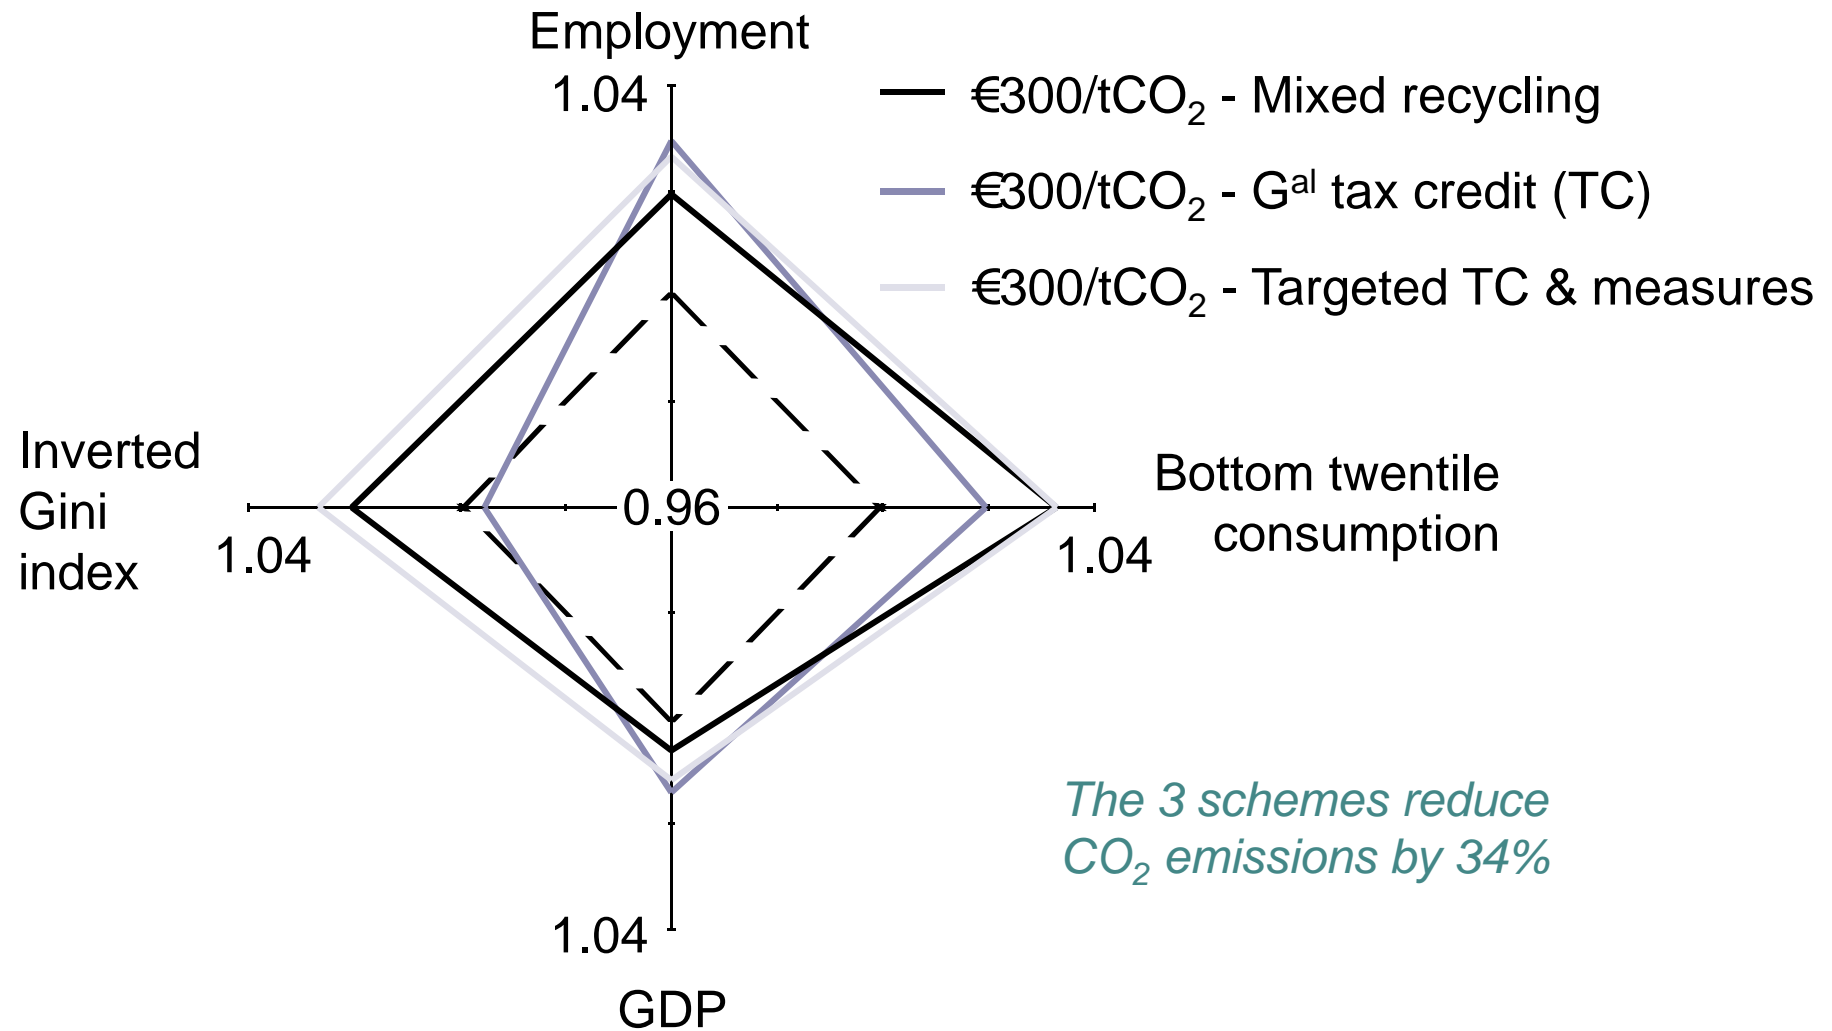 Employment
1.04
€300/tCO₂ - Mixed recycling
€300/tCO₂ - Gᵃˡ tax credit (TC)
€300/tCO₂ - Targeted TC & measures
Inverted
Gini
index
1.04
0.96
Bottom twentile
consumption
1.04
The 3 schemes reduce
CO₂ emissions by 34%
1.04
GDP